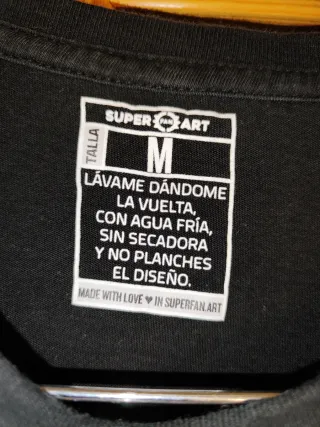 SUPER FAN ART
TALLA
M
LÁVAME DÁNDOME
LA VUELTA,
CON AGUA FRÍA,
SIN SECADORA
Y NO PLANCHES
EL DISEÑO.
MADE WITH LOVE ♥ IN SUPERFAN.ART